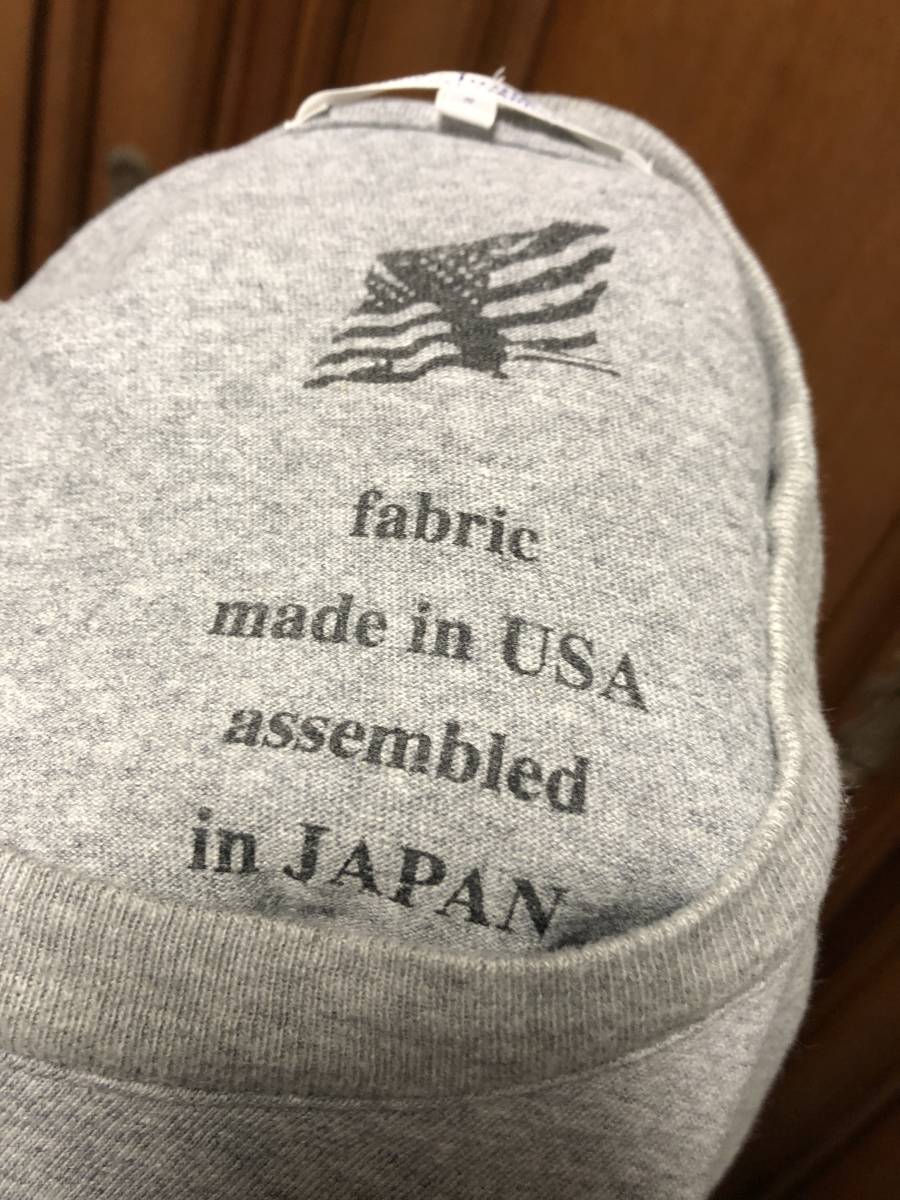 fabric
made in USA
assembled
in JAPAN